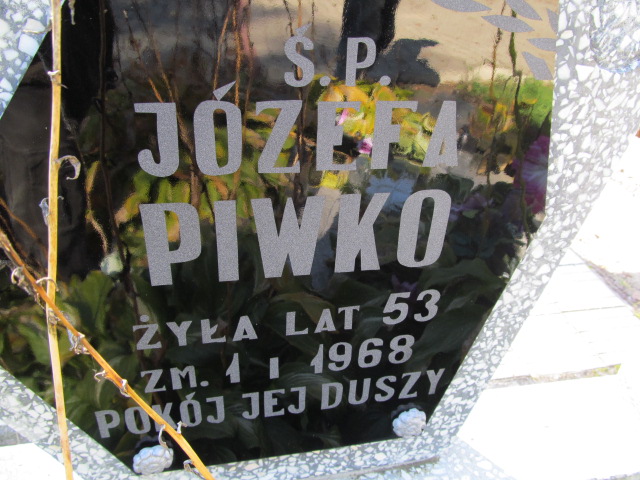 Ś.P.
JÓZEFA
PIWKO
ŻYŁA LAT 53
ZM. 1 I 1968
POKÓJ JEJ DUSZY